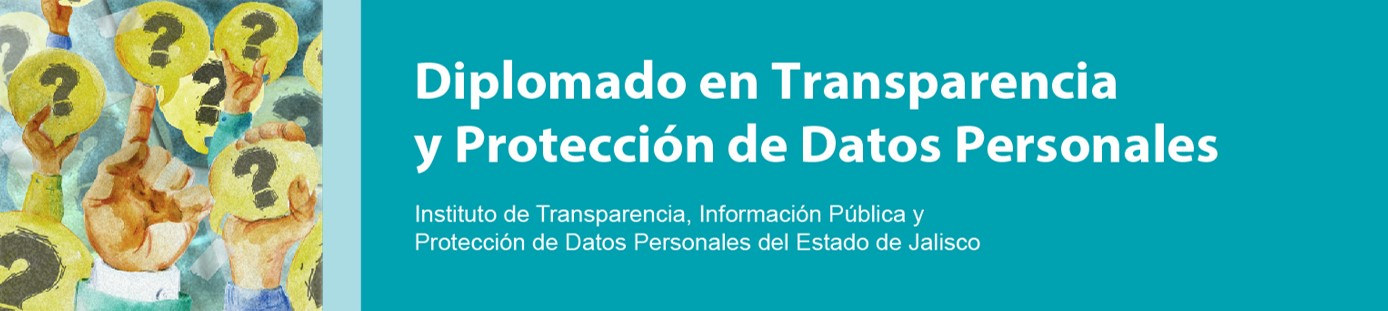 Diplomado en Transparencia
y Protección de Datos Personales
Instituto de Transparencia, Información Pública y
Protección de Datos Personales del Estado de Jalisco